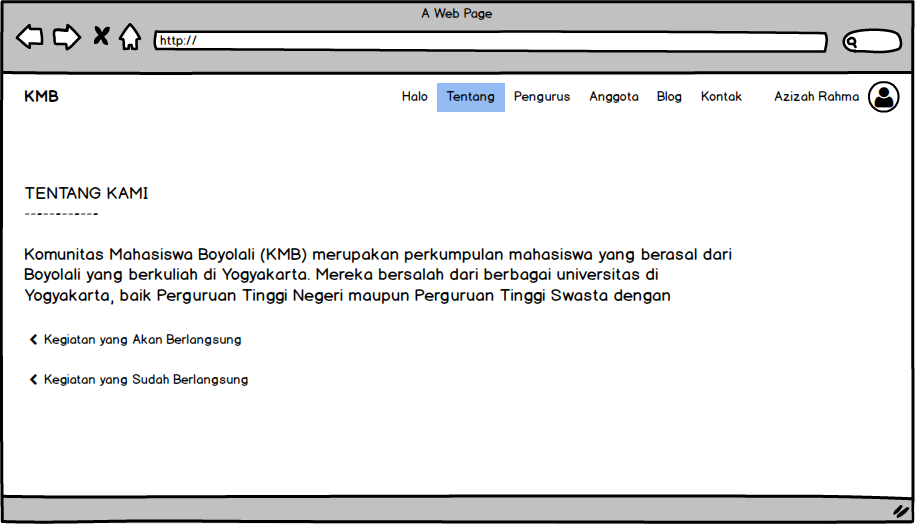 A Web Page
http://
KMB
Halo Tentang Pengurus Anggota Blog Kontak Azizah Rahma
TENTANG KAMI
------------
Komunitas Mahasiswa Boyolali (KMB) merupakan perkumpulan mahasiswa yang berasal dari
Boyolali yang berkuliah di Yogyakarta. Mereka bersalah dari berbagai universitas di
Yogyakarta, baik Perguruan Tinggi Negeri maupun Perguruan Tinggi Swasta dengan
Kegiatan yang Akan Berlangsung
Kegiatan yang Sudah Berlangsung